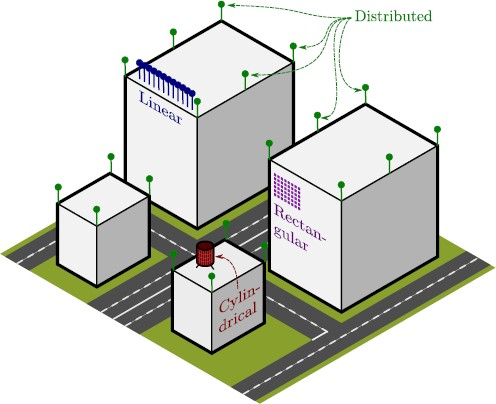 Distributed
Linear
Rectan-
gular
Cylin-
drical